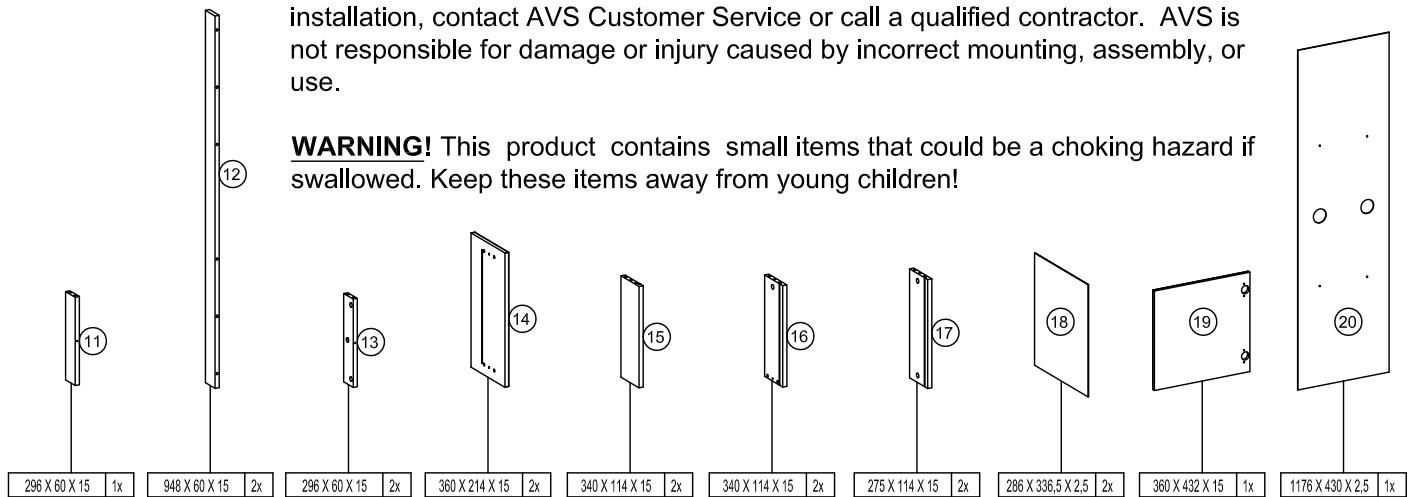 installation, contact AVS Customer Service or call a qualified contractor. AVS is
not responsible for damage or injury caused by incorrect mounting, assembly, or
use.
WARNING! This product contains small items that could be a choking hazard if
swallowed. Keep these items away from young children!
11
12
13
14
15
16
17
18
19
20
296 X 60 X 15 1x
948 X 60 X 15 2x
296 X 60 X 15 2x
360 X 214 X 15 2x
340 X 114 X 15 2x
340 X 114 X 15 2x
275 X 114 X 15 2x
286 X 336,5 X 2,5 2x
360 X 432 X 15 1x
1176 X 430 X 2,5 1x